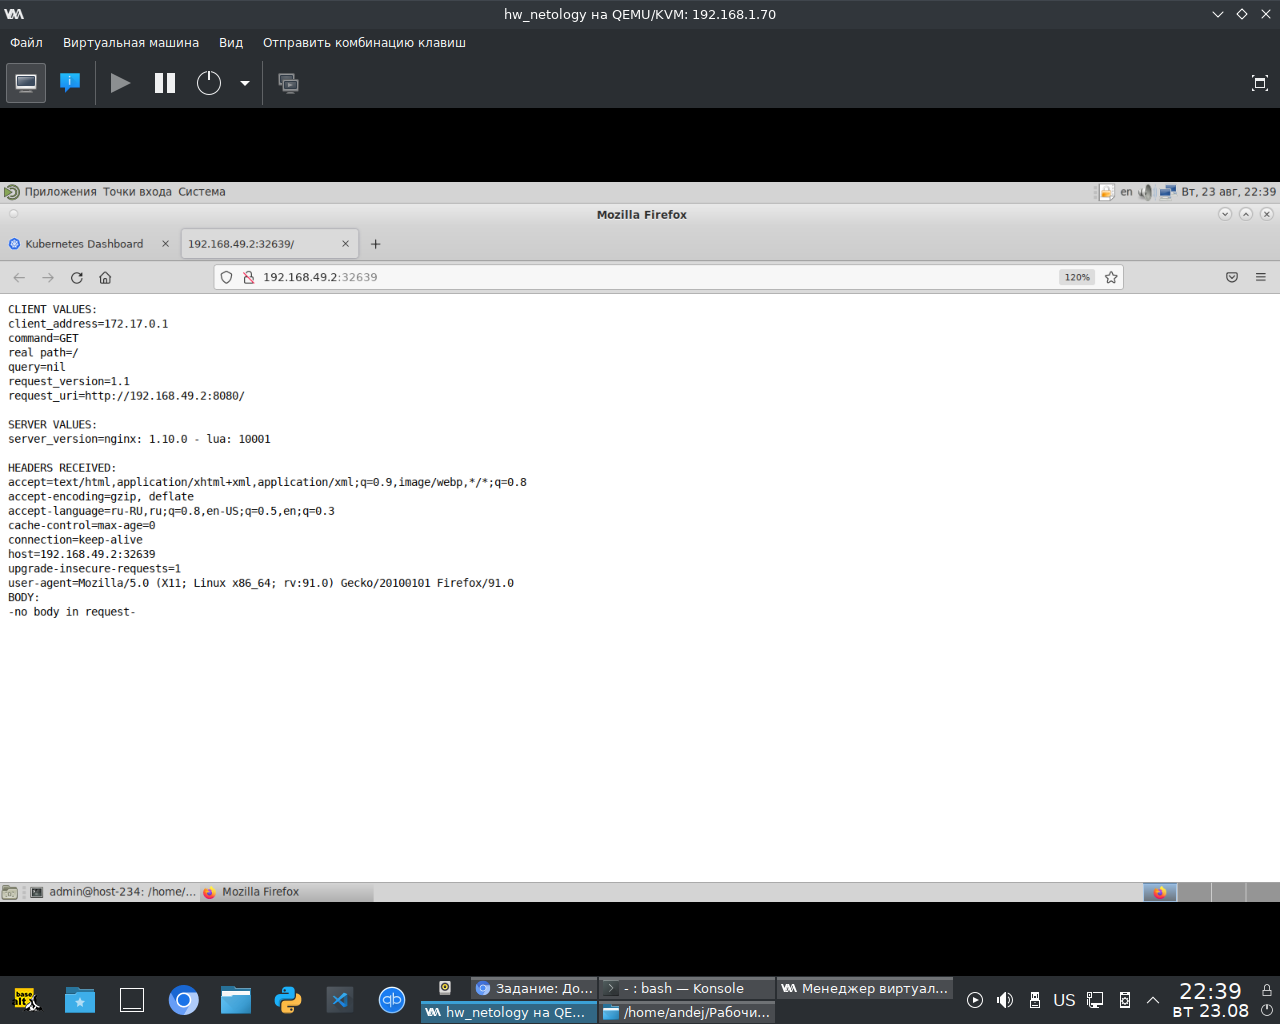 hw_netology на QEMU/KVM: 192.168.1.70
Файл Виртуальная машина Вид Отправить комбинацию клавиш
Приложения Точки входа Система en Вт, 23 авг, 22:39
Mozilla Firefox
Kubernetes Dashboard 192.168.49.2:32639/
192.168.49.2:32639 120%
CLIENT VALUES:
client_address=172.17.0.1
command=GET
real path=/
query=nil
request_version=1.1
request_uri=http://192.168.49.2:8080/
SERVER VALUES:
server_version=nginx: 1.10.0 - lua: 10001
HEADERS RECEIVED:
accept=text/html,application/xhtml+xml,application/xml;q=0.9,image/webp,*/*;q=0.8
accept-encoding=gzip, deflate
accept-language=ru-RU,ru;q=0.8,en-US;q=0.5,en;q=0.3
cache-control=max-age=0
connection=keep-alive
host=192.168.49.2:32639
upgrade-insecure-requests=1
user-agent=Mozilla/5.0 (X11; Linux x86_64; rv:91.0) Gecko/20100101 Firefox/91.0
BODY:
-no body in request-
admin@host-234: /home/... Mozilla Firefox
Задание: До... - : bash — Konsole Менеджер виртуал...
hw_netology на QE... /home/andej/Рабочи...
US 22:39
вт 23.08